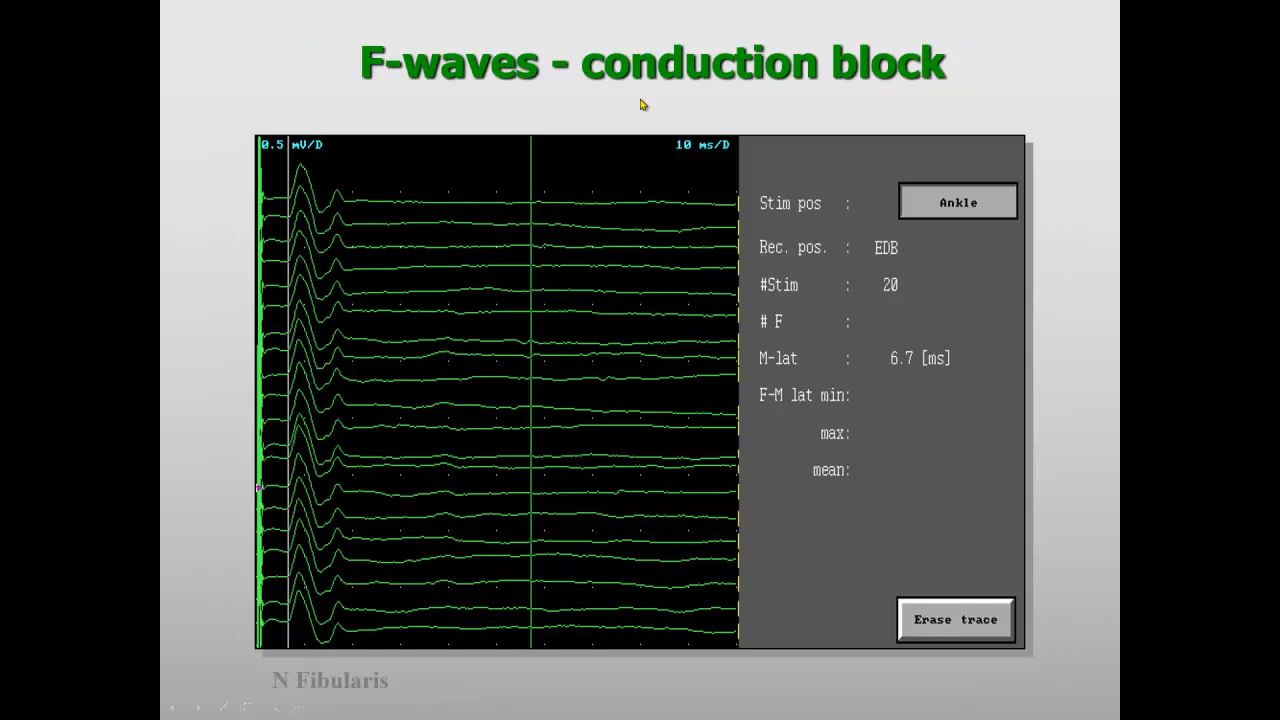 F-waves - conduction block
0.5 mV/D 10 ms/D
Stim pos : Ankle
Rec. pos. : EDB
#Stim : 20
# F :
M-lat : 6.7 [ms]
F-M lat min:
max:
mean:
Erase trace
N Fibularis